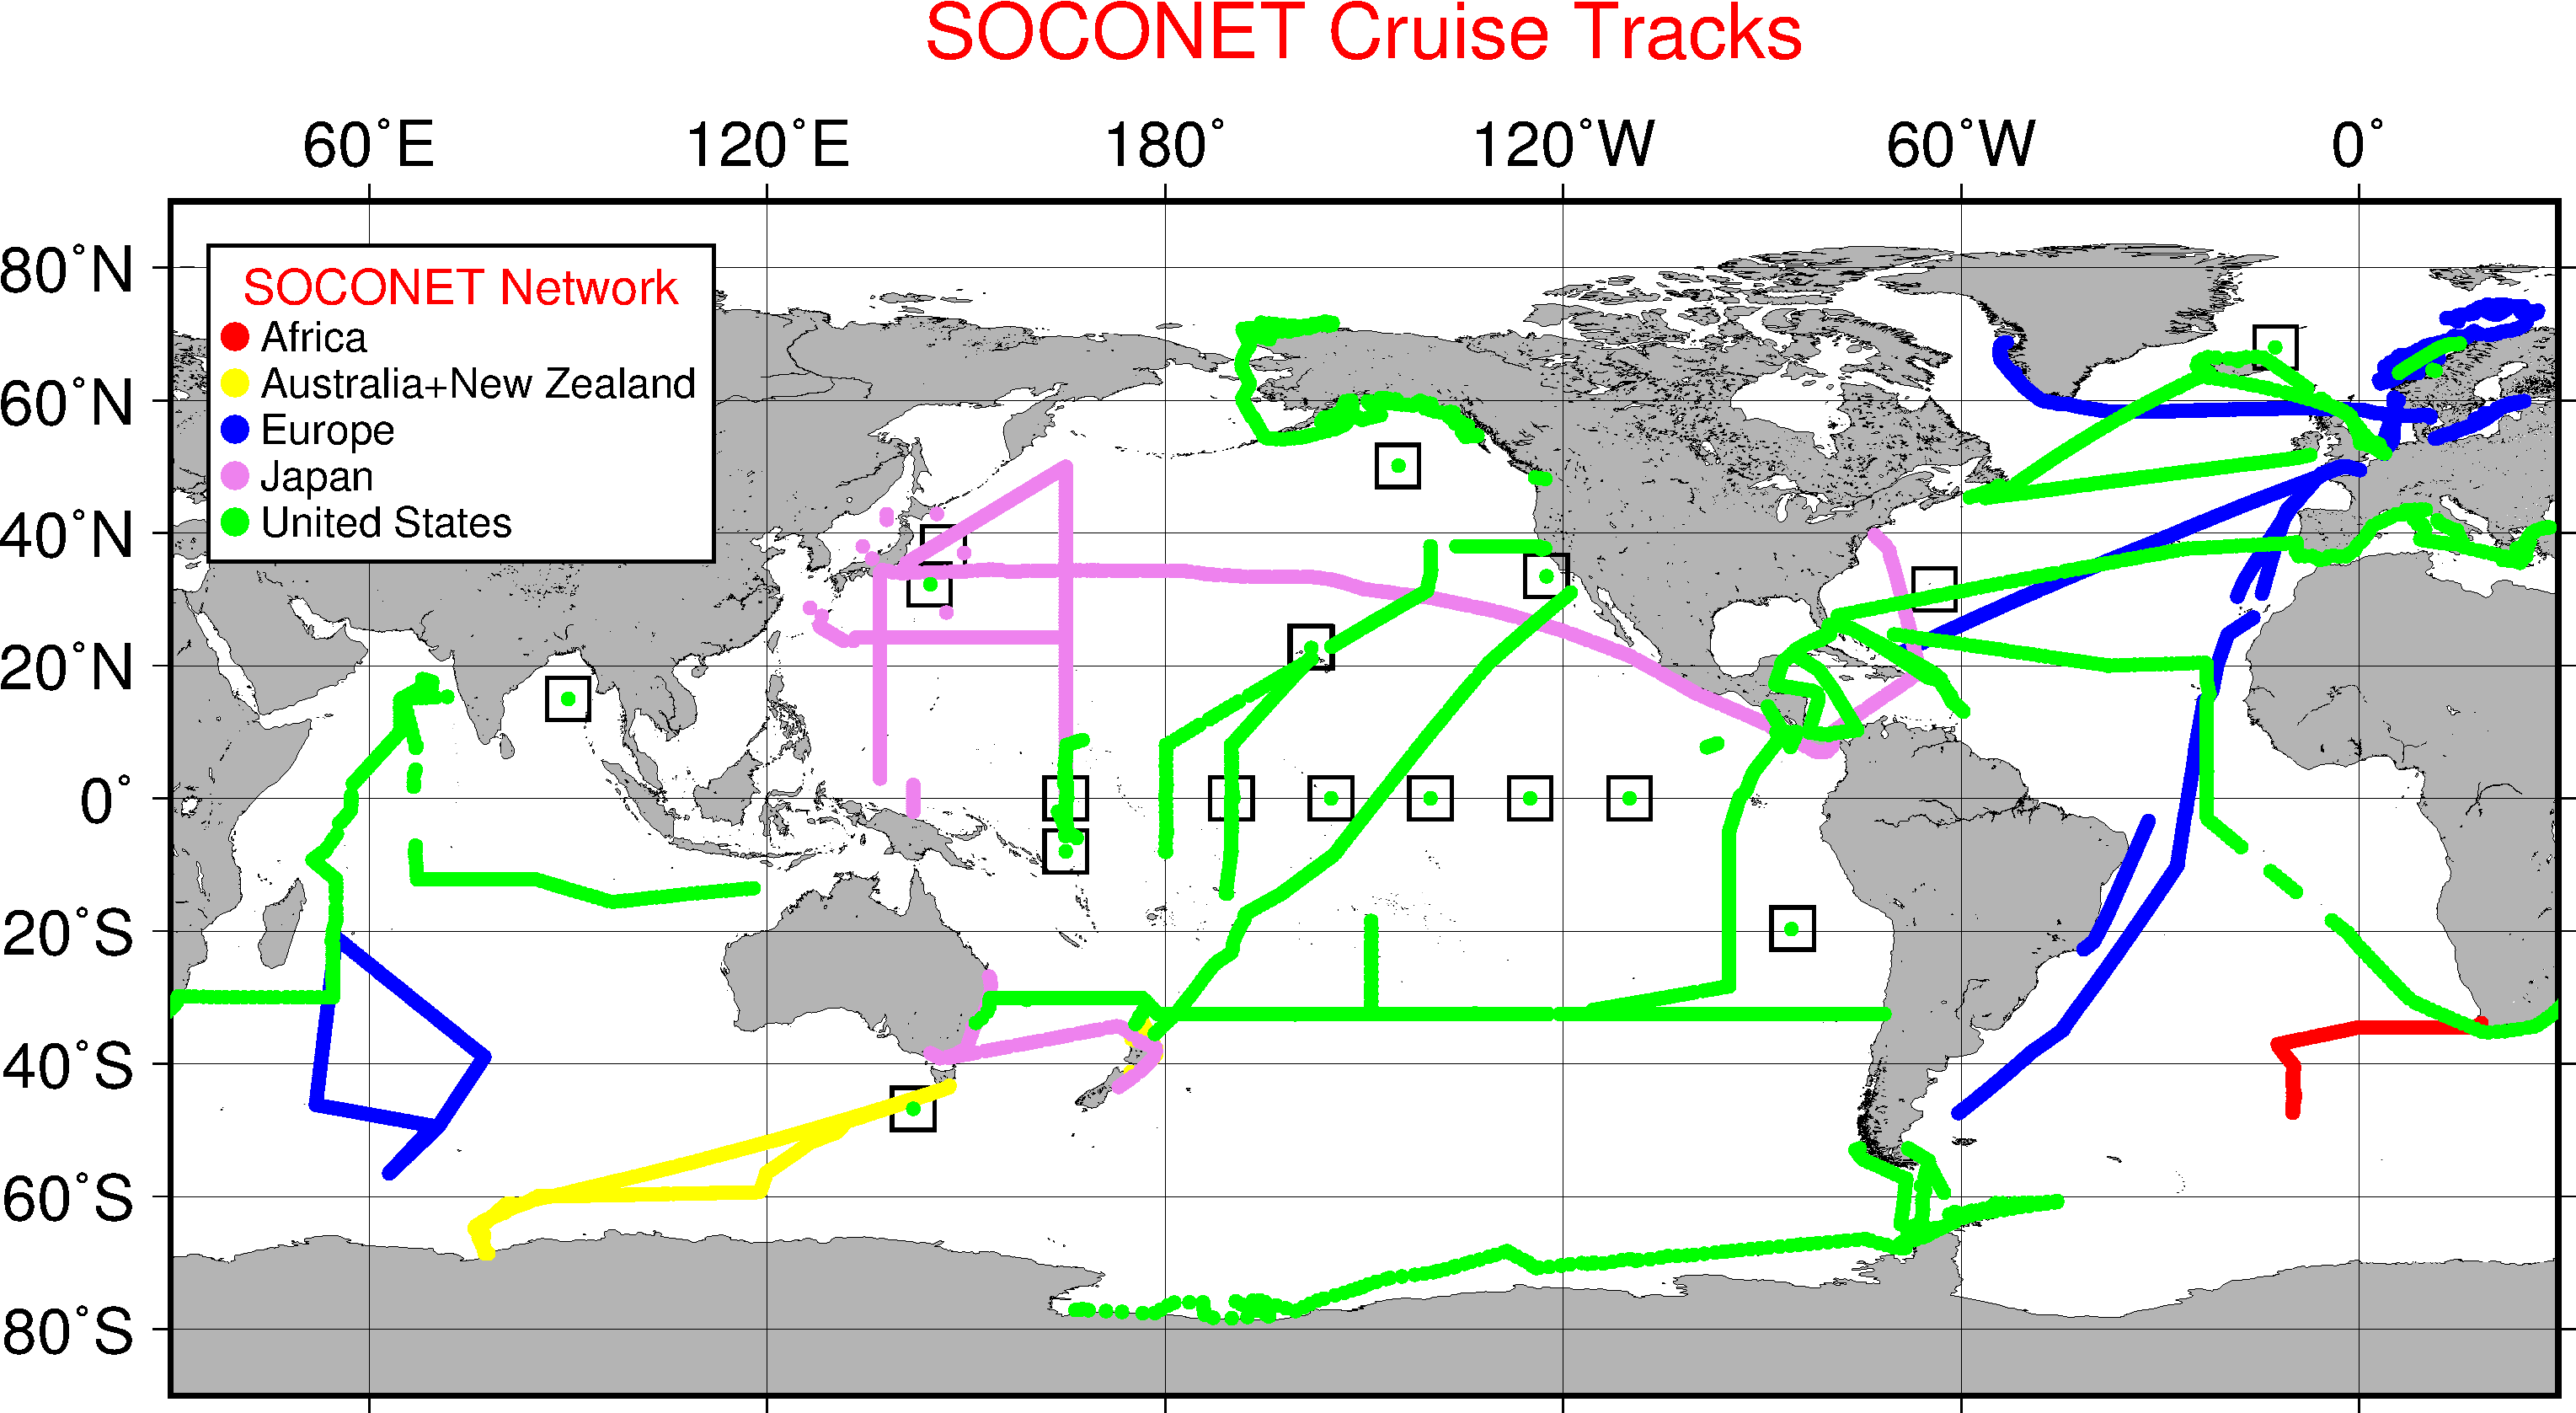 SOCONET Cruise Tracks
60˚E 120˚E 180˚ 120˚W 60˚W 0˚
80˚N
60˚N
40˚N
20˚N
0˚
20˚S
40˚S
60˚S
80˚S
SOCONET Network
Africa
Australia+New Zealand
Europe
Japan
United States